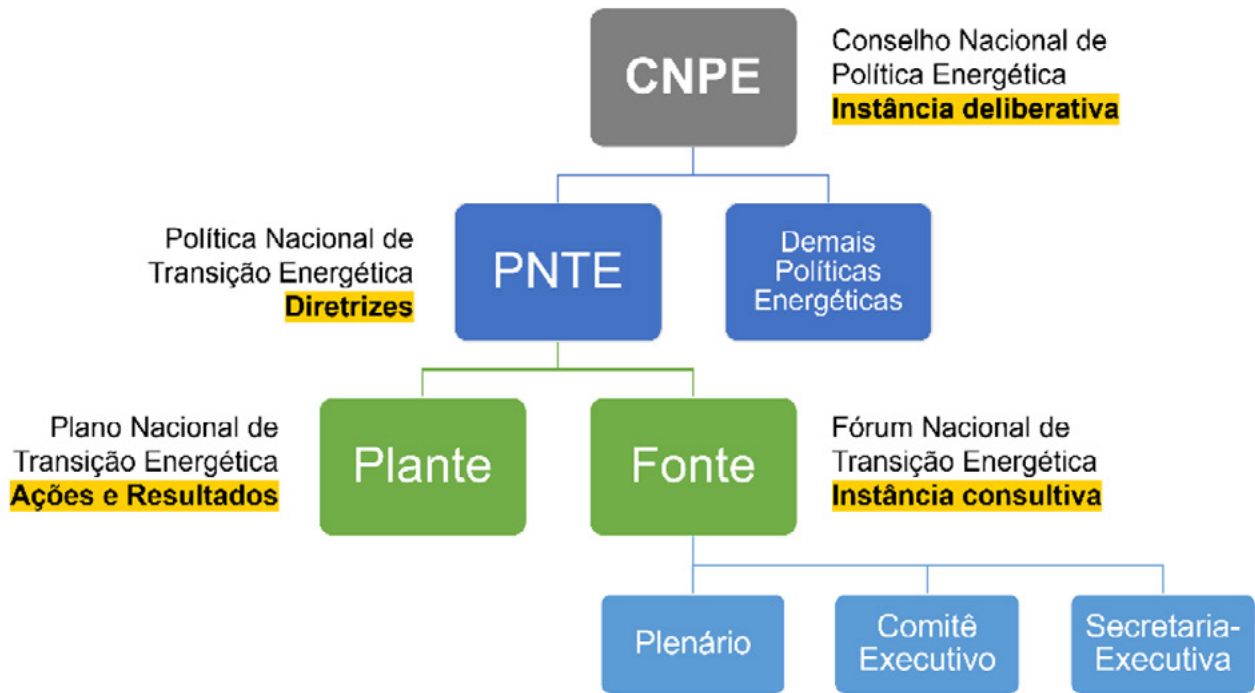 CNPE
Conselho Nacional de
Política Energética
Instância deliberativa
Política Nacional de
Transição Energética
Diretrizes
PNTE
Demais
Políticas
Energéticas
Plano Nacional de
Transição Energética
Ações e Resultados
Plante
Fonte
Fórum Nacional de
Transição Energética
Instância consultiva
Plenário
Comitê
Executivo
Secretaria-
Executiva